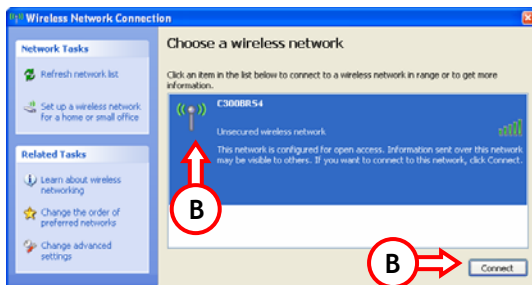 Wireless Network Connection
Network Tasks
Refresh network list
Set up a wireless network
for a home or small office
Related Tasks
Learn about wireless
networking
Change the order of
preferred networks
Change advanced
settings
Choose a wireless network
Click an item in the list below to connect to a wireless network in range or to get more
information.
C300BRS4
Unsecured wireless network
This network is configured for open access. Information sent over this network
may be visible to others. If you want to connect to this network, click Connect.
B
B
Connect